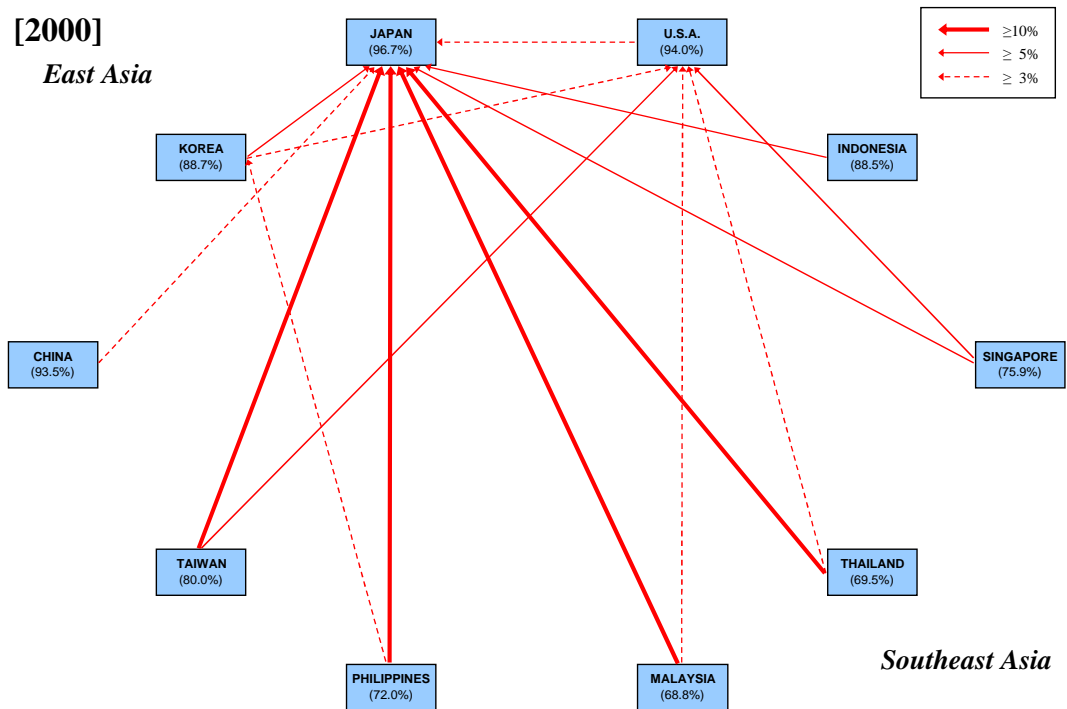 [2000]
East Asia
JAPAN
(96.7%)
U.S.A.
(94.0%)
≥10%
≥ 5%
≥ 3%
KOREA
(88.7%)
INDONESIA
(88.5%)
CHINA
(93.5%)
SINGAPORE
(75.9%)
TAIWAN
(80.0%)
THAILAND
(69.5%)
PHILIPPINES
(72.0%)
MALAYSIA
(68.8%)
Southeast Asia